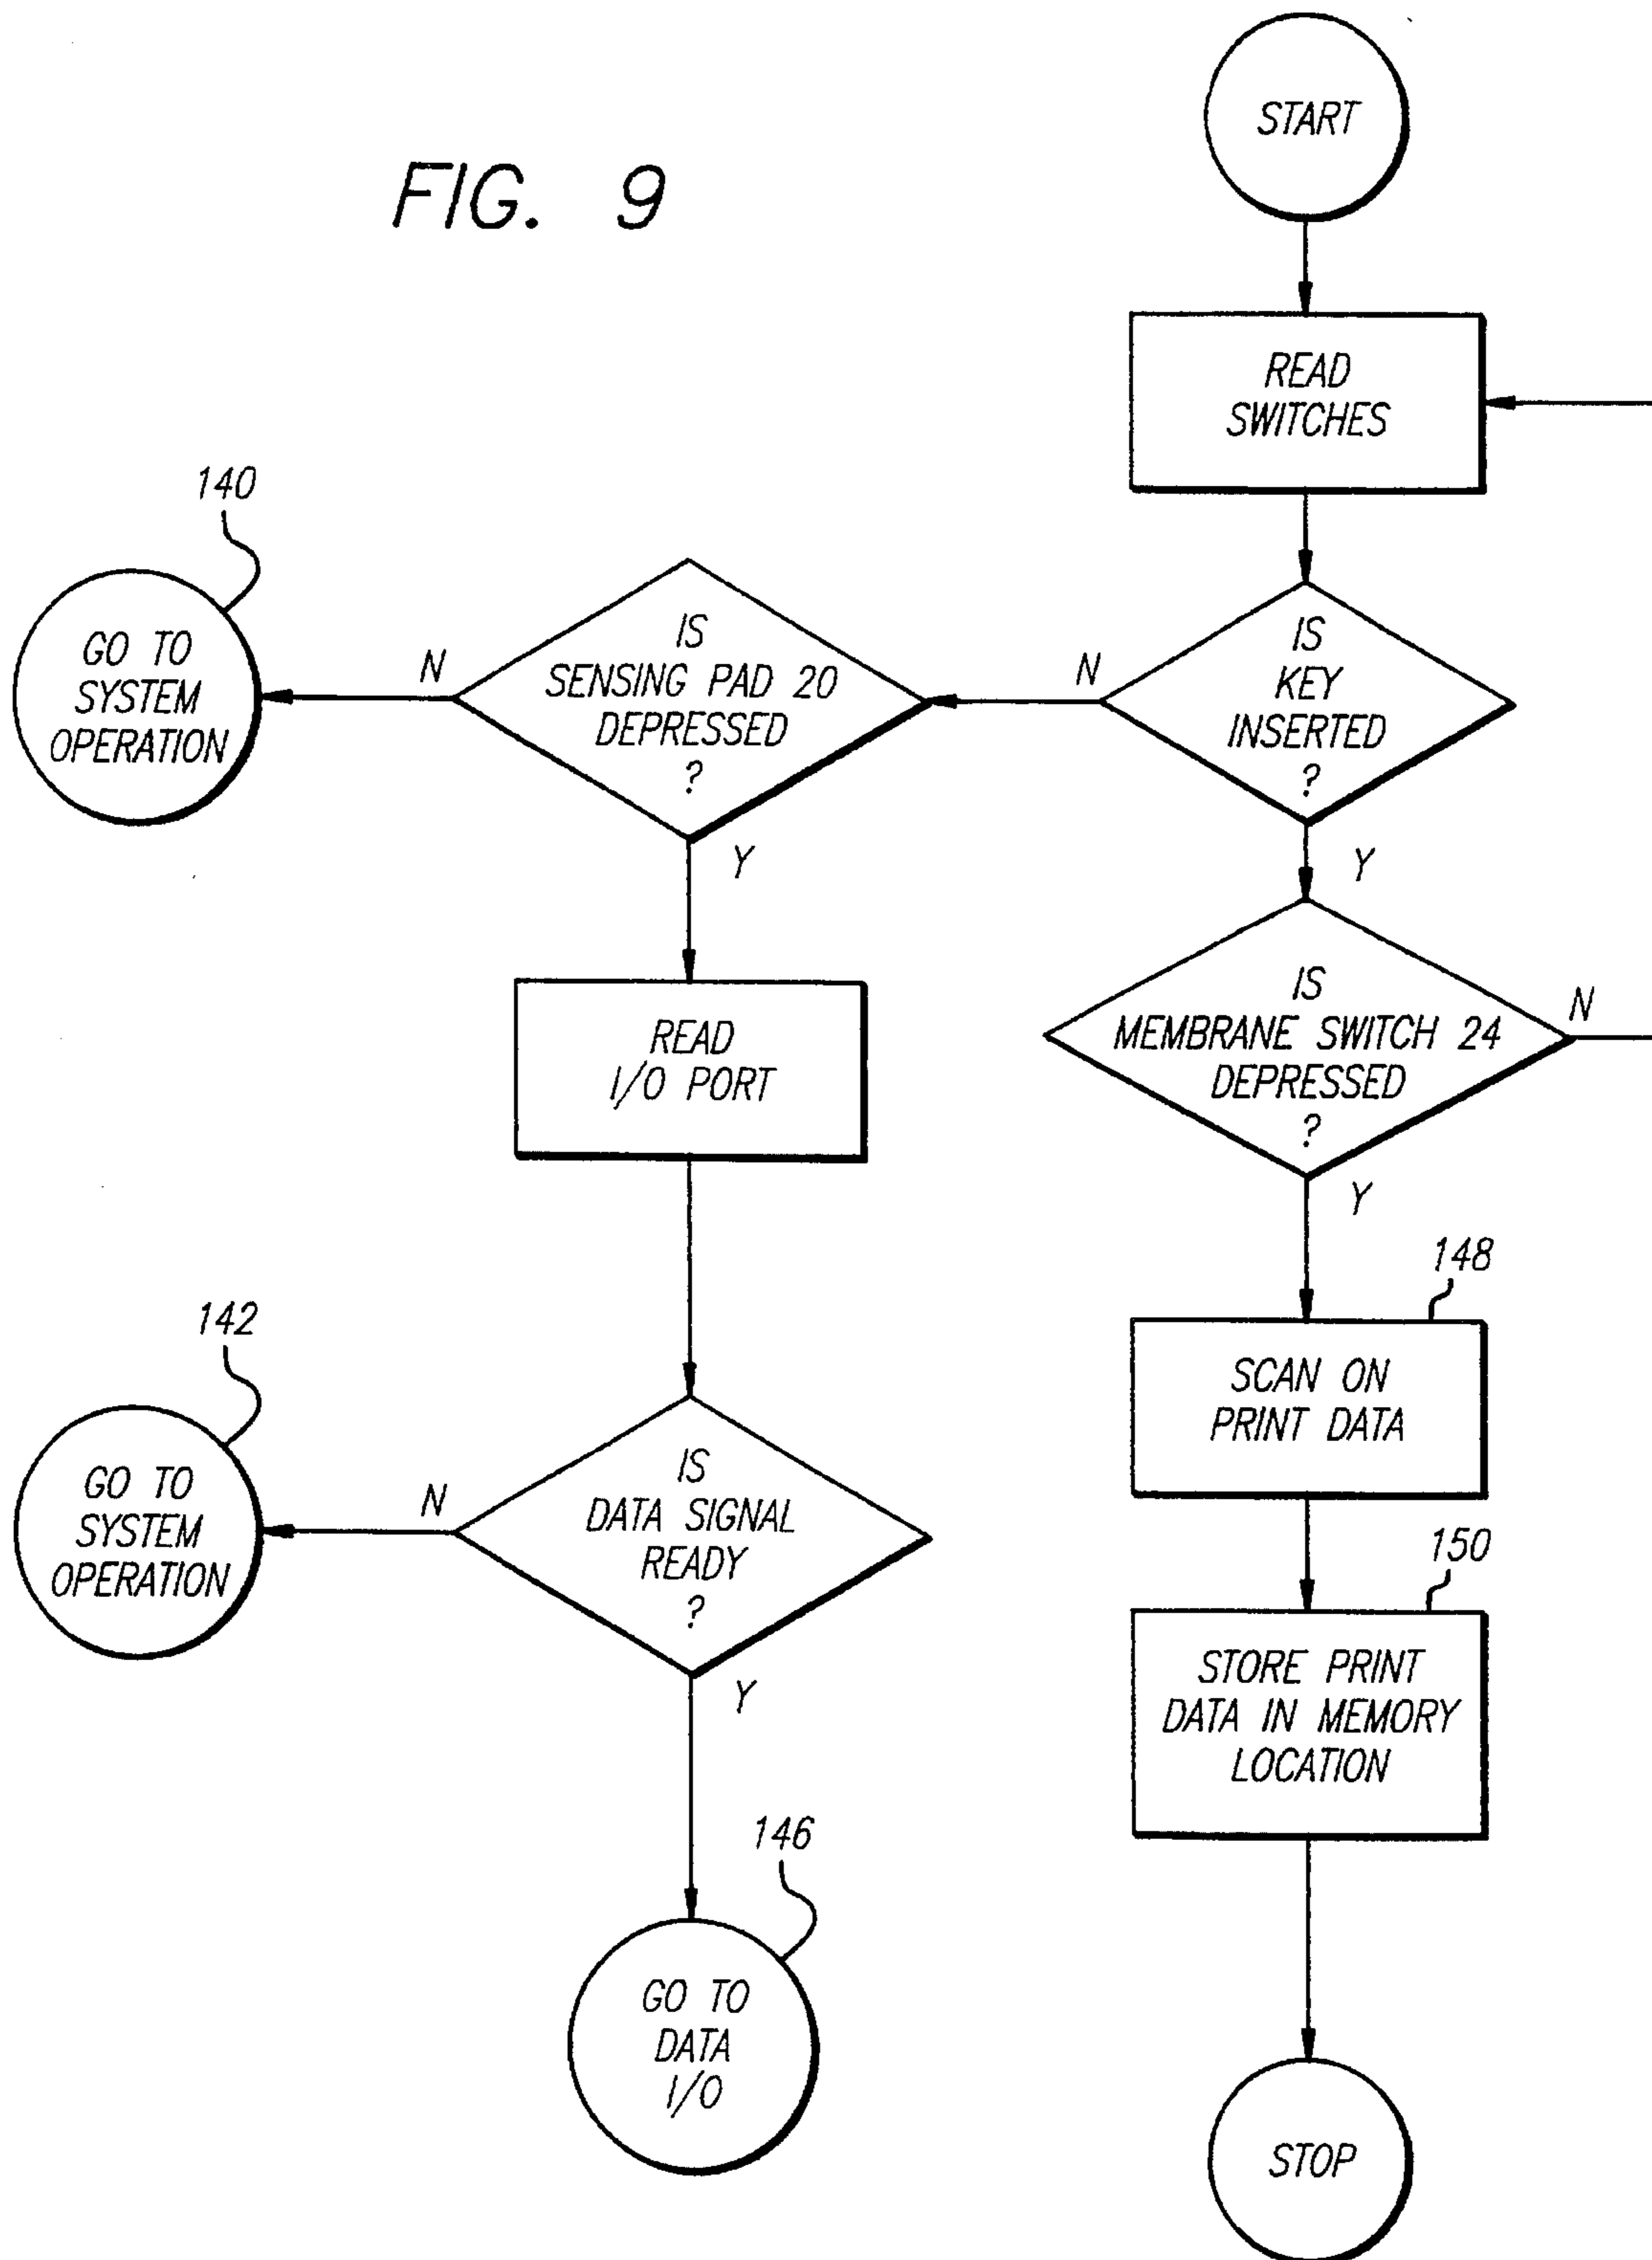 FIG. 9
START
READ
SWITCHES
140
GO TO
SYSTEM
OPERATION
N
IS
SENSING PAD 20
DEPRESSED
?
N
IS
KEY
INSERTED
?
Y
Y
READ
I/O PORT
IS
MEMBRANE SWITCH 24
DEPRESSED
?
N
Y
142
GO TO
SYSTEM
OPERATION
N
IS
DATA SIGNAL
READY
?
Y
148
SCAN ON
PRINT DATA
150
STORE PRINT
DATA IN MEMORY
LOCATION
146
GO TO
DATA
I/O
STOP